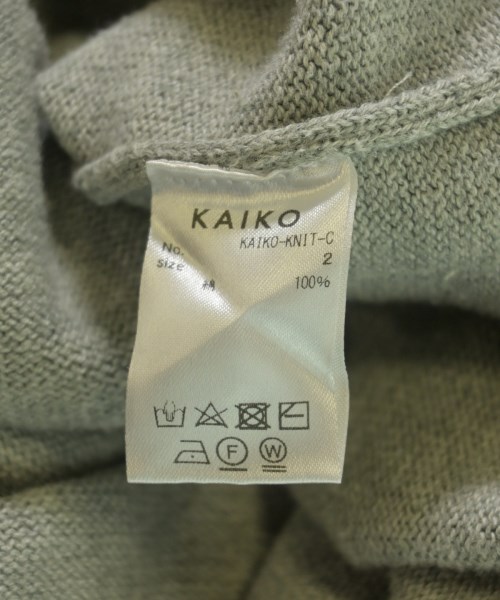 KAIKO
No. KAIKO-KNIT-C
size 2
100%
F W